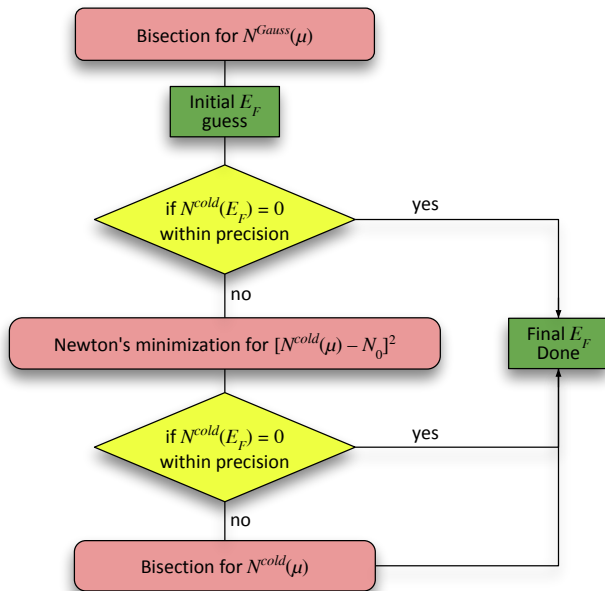 Bisection for N^Gauss(μ)
Initial E_F
guess
if N^cold(E_F) = 0
within precision
yes
no
Newton's minimization for [N^cold(μ) – N_0]^2
Final E_F
Done
if N^cold(E_F) = 0
within precision
yes
no
Bisection for N^cold(μ)